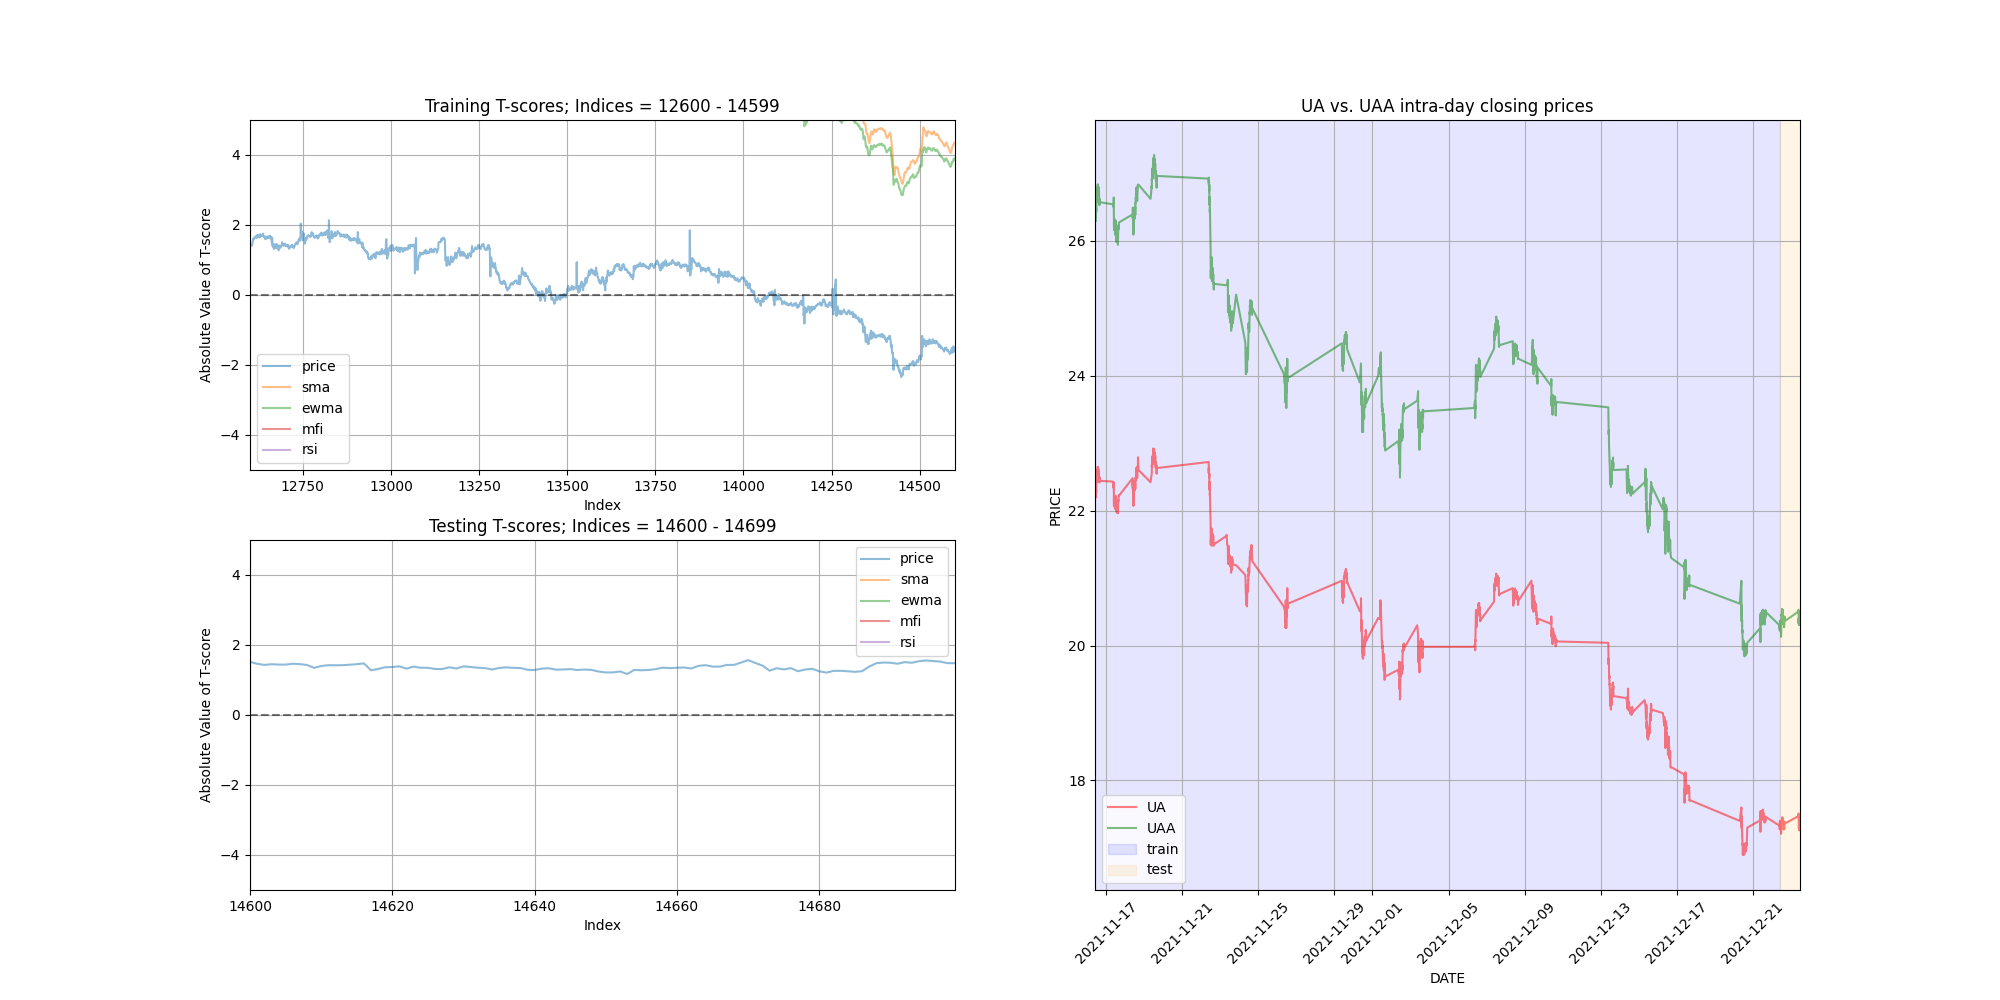 Training T-scores; Indices = 12600 - 14599
Absolute Value of T-score
4
2
0
−2
−4
price
sma
ewma
mfi
rsi
12750 13000 13250 13500 13750 14000 14250 14500
Index
Testing T-scores; Indices = 14600 - 14699
Absolute Value of T-score
4
2
0
−2
−4
price
sma
ewma
mfi
rsi
14600 14620 14640 14660 14680
Index
UA vs. UAA intra-day closing prices
PRICE
26
24
22
20
18
UA
UAA
train
test
2021-11-17 2021-11-21 2021-11-25 2021-11-29 2021-12-01 2021-12-05 2021-12-09 2021-12-13 2021-12-17 2021-12-21
DATE